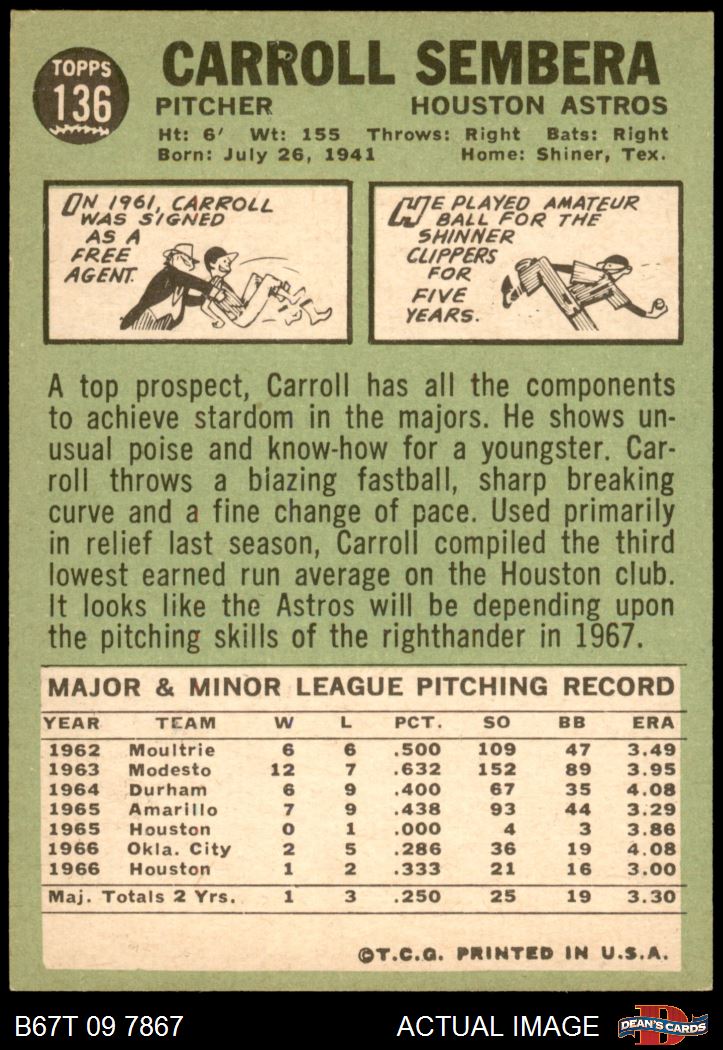 TOPPS
136
CARROLL SEMBERA
PITCHER HOUSTON ASTROS
Ht: 6' Wt: 155 Throws: Right Bats: Right
Born: July 26, 1941 Home: Shiner, Tex.
ON 1961, CARROLL
WAS SIGNED
AS A
FREE
AGENT.
HE PLAYED AMATEUR
BALL FOR THE
SHINNER
CLIPPERS
FOR
FIVE
YEARS.
A top prospect, Carroll has all the components
to achieve stardom in the majors. He shows un-
usual poise and know-how for a youngster. Car-
roll throws a blazing fastball, sharp breaking
curve and a fine change of pace. Used primarily
in relief last season, Carroll compiled the third
lowest earned run average on the Houston club.
It looks like the Astros will be depending upon
the pitching skills of the righthander in 1967.
MAJOR & MINOR LEAGUE PITCHING RECORD
YEAR TEAM W L PCT. SO BB ERA
1962 Moultrie 6 6 .500 109 47 3.49
1963 Modesto 12 7 .632 152 89 3.95
1964 Durham 6 9 .400 67 35 4.08
1965 Amarillo 7 9 .438 93 44 3.29
1965 Houston 0 1 .000 4 3 3.86
1966 Okla. City 2 5 .286 36 19 4.08
1966 Houston 1 2 .333 21 16 3.00
Maj. Totals 2 Yrs. 1 3 .250 25 19 3.30
©T.C.G. PRINTED IN U.S.A.
B67T 09 7867 ACTUAL IMAGE
DEAN'S CARDS